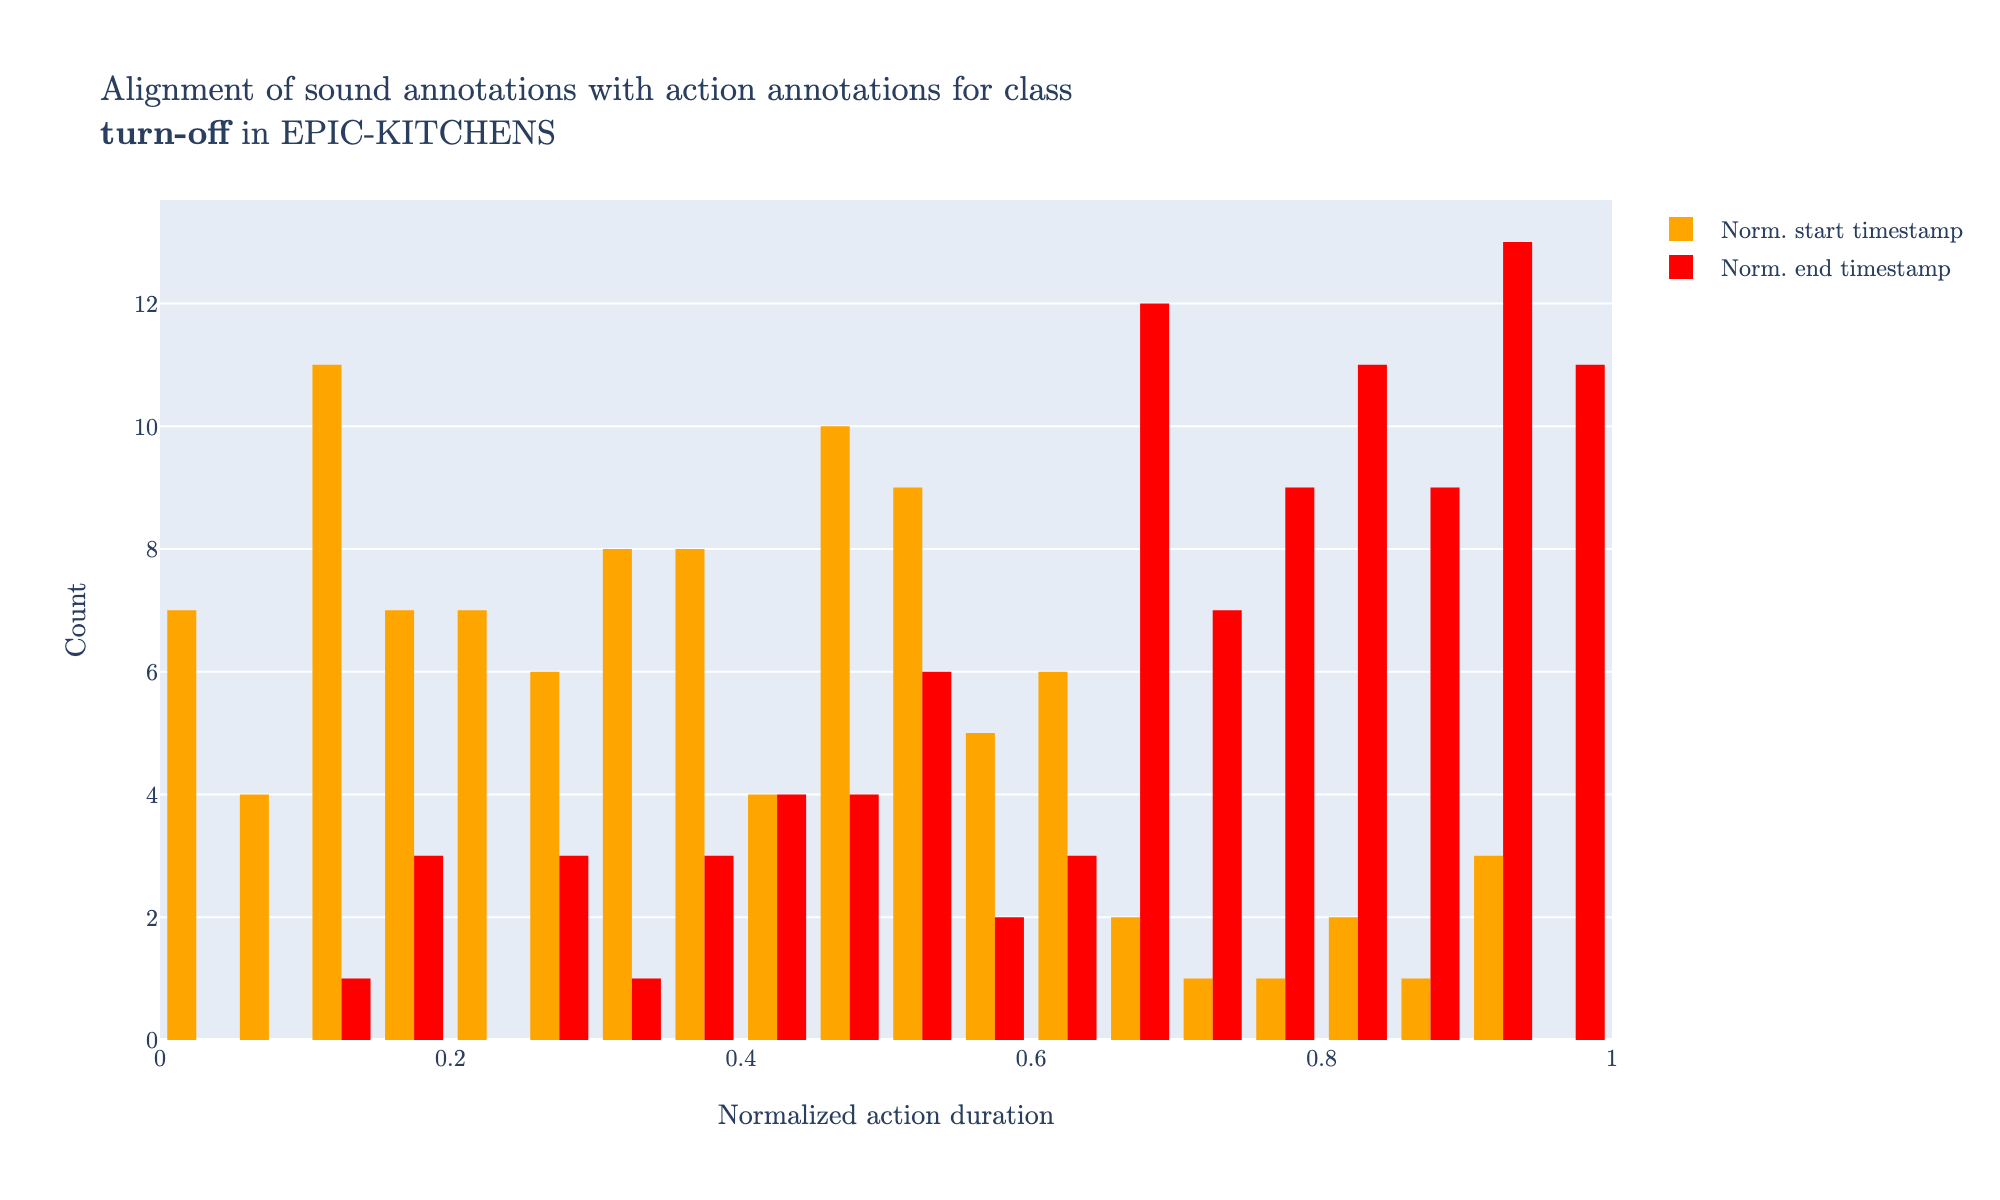 Alignment of sound annotations with action annotations for class
turn-off in EPIC-KITCHENS
Norm. start timestamp
Norm. end timestamp
Count
12
10
8
6
4
2
0
0
0.2
0.4
0.6
0.8
1
Normalized action duration